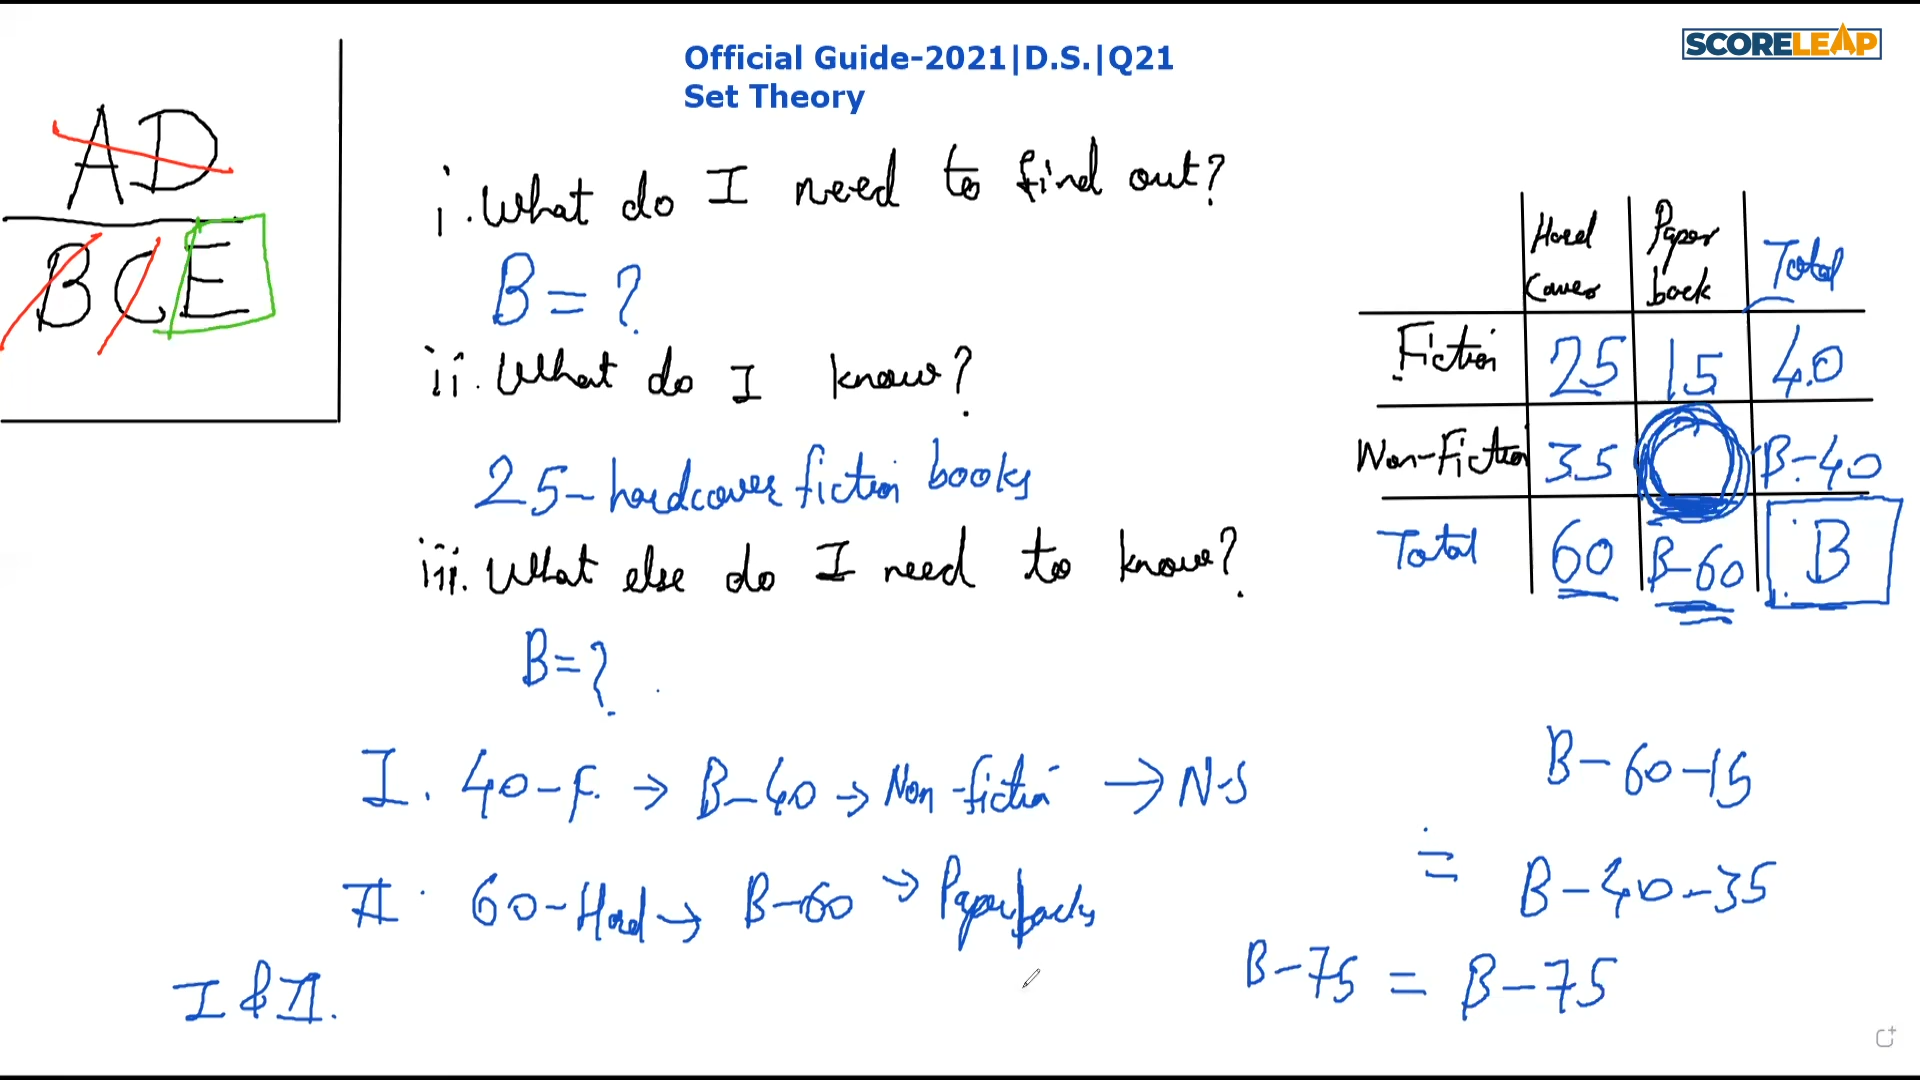 Official Guide-2021|D.S.|Q21
SCORELEAP
Set Theory
AD
BCE
i. What do I need to find out?
B = ?
ii. What do I know?
25 - hardcover fiction books
iii. What else do I need to know?
B = ?
Hard Cover Paper back Total
Fiction 25 15 40
Non-Fiction 35 B-40
Total 60 B-60 B
I. 40-F. → B-40 → Non-fiction → N-S
II. 60-Hard → B-60 → Paperbacks
I & II.
B-60-15
= B-40-35
B-75 = B-75